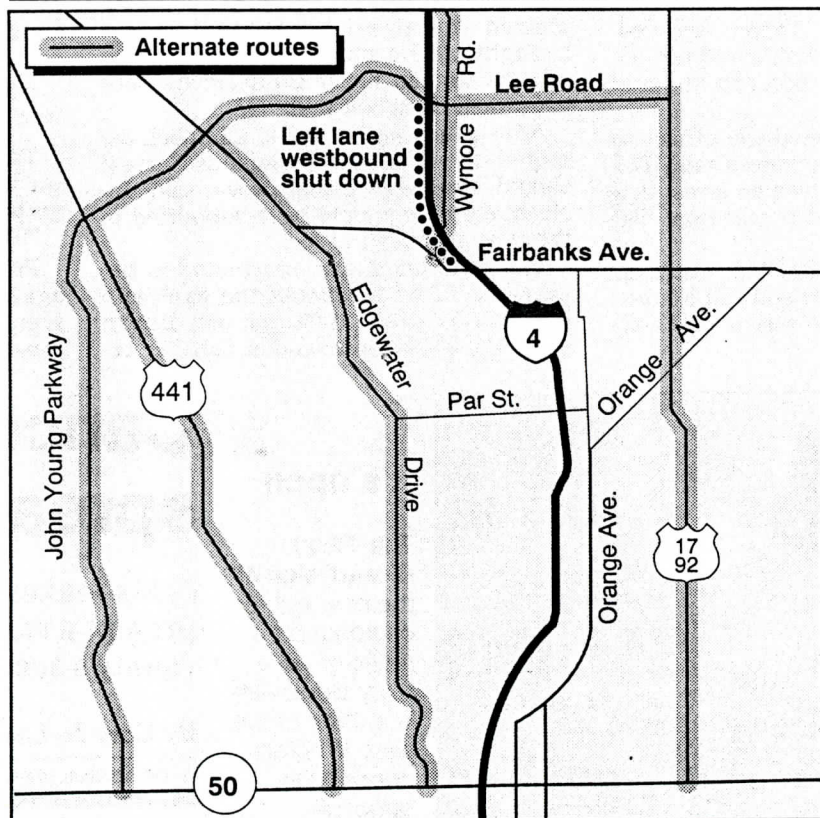 Alternate routes
Rd.
Lee Road
Left lane
westbound
shut down
Wymore
Fairbanks Ave.
Edgewater
4
Orange Ave.
441
Par St.
John Young Parkway
Drive
Orange Ave.
17
92
50